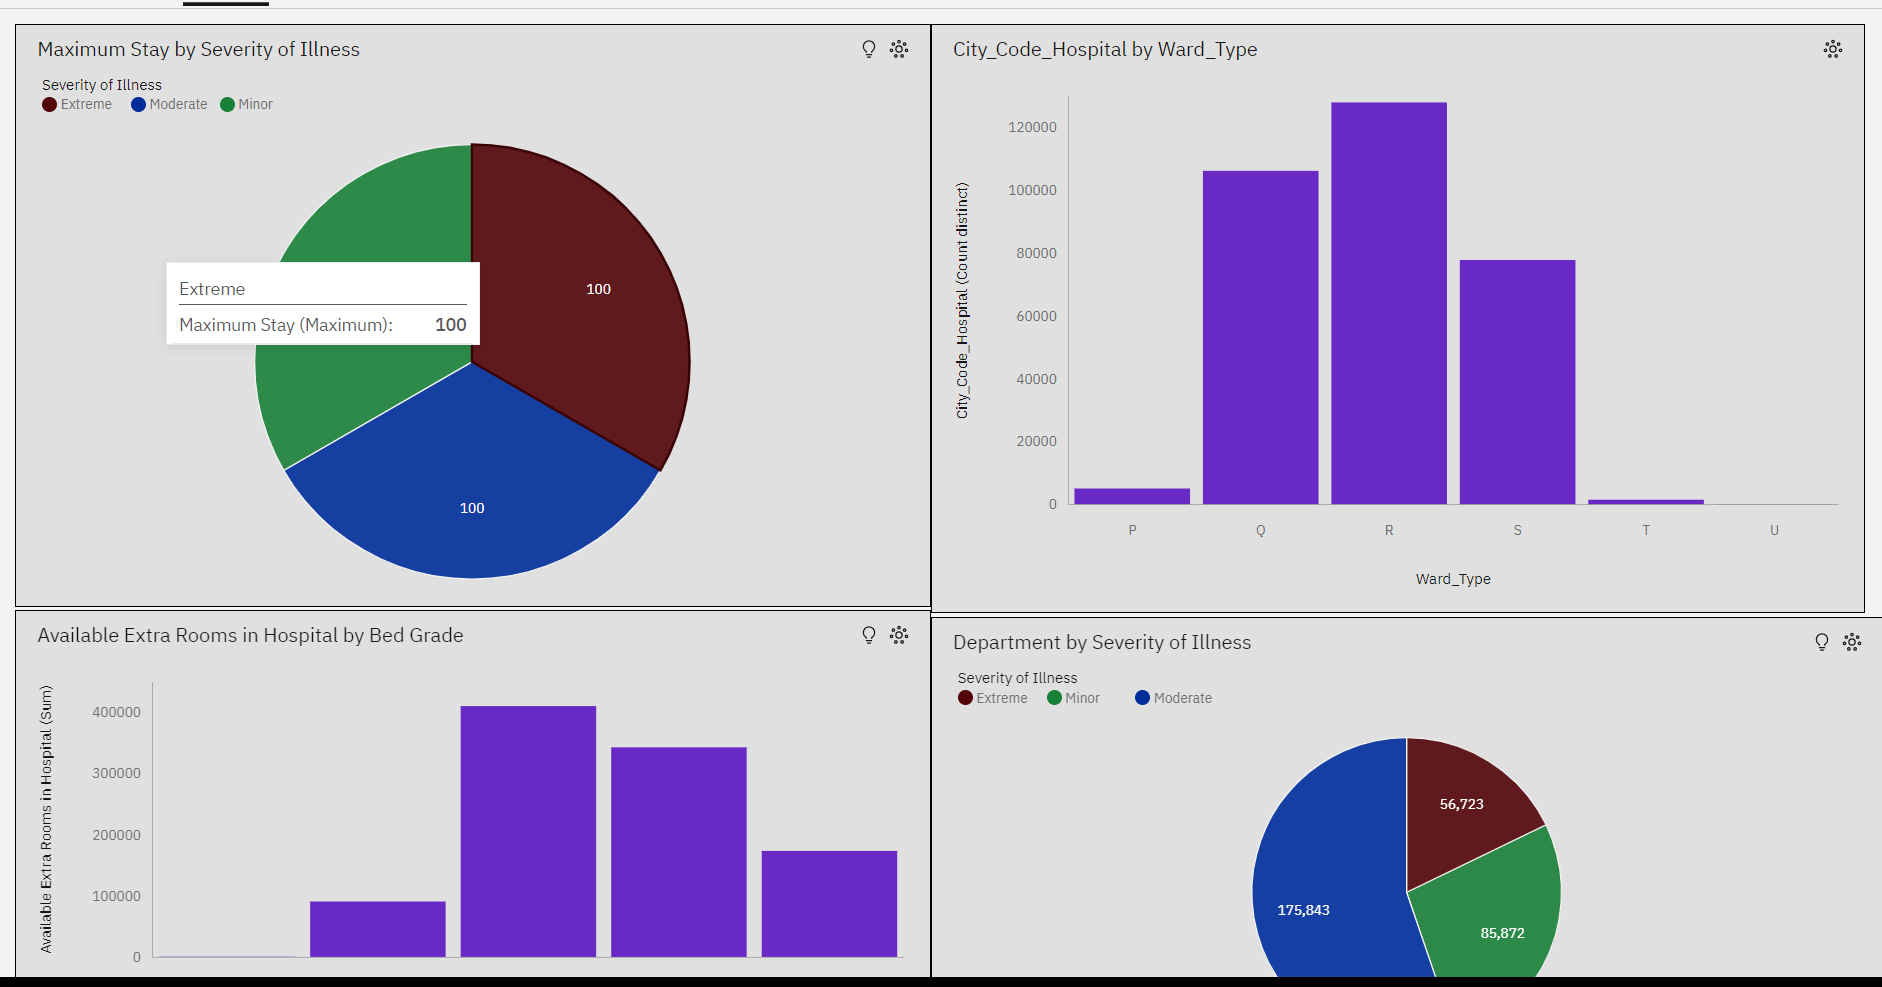 Maximum Stay by Severity of Illness
Severity of Illness
Extreme Moderate Minor
100
Extreme
Maximum Stay (Maximum): 100
100
City_Code_Hospital by Ward_Type
City_Code_Hospital (Count distinct)
120000
100000
80000
60000
40000
20000
0
P Q R S T U
Ward_Type
Available Extra Rooms in Hospital by Bed Grade
Available Extra Rooms in Hospital (Sum)
400000
300000
200000
100000
0
Department by Severity of Illness
Severity of Illness
Extreme Minor Moderate
56,723
175,843
85,872